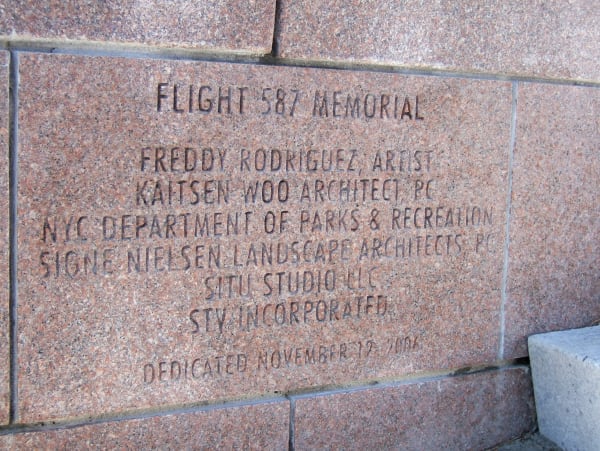 FLIGHT 587 MEMORIAL
FREDDY RODRIGUEZ, ARTIST
KAITSEN WOO ARCHITECT, PC
NYC DEPARTMENT OF PARKS & RECREATION
SIGNE NIELSEN LANDSCAPE ARCHITECTS, PC
SITU STUDIO LLC
STV INCORPORATED
DEDICATED NOVEMBER 12, 2006